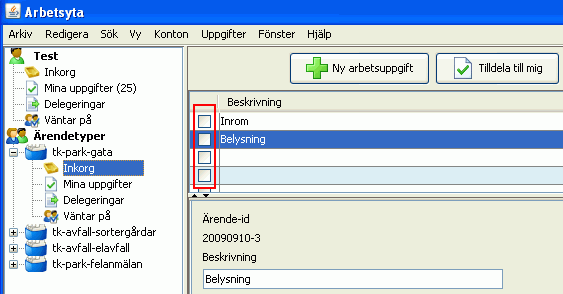 Arbetsyta
Arkiv Redigera Sök Vy Konton Uppgifter Fönster Hjälp
Test
Inkorg
Mina uppgifter (25)
Delegeringar
Väntar på
Ärendetyper
tk-park-gata
Inkorg
Mina uppgifter
Delegeringar
Väntar på
tk-avfall-sortergårdar
tk-avfall-elavfall
tk-park-felanmälan
Ny arbetsuppgift Tilldela till mig
Beskrivning
Inrom
Belysning
Ärende-id
20090910-3
Beskrivning
Belysning